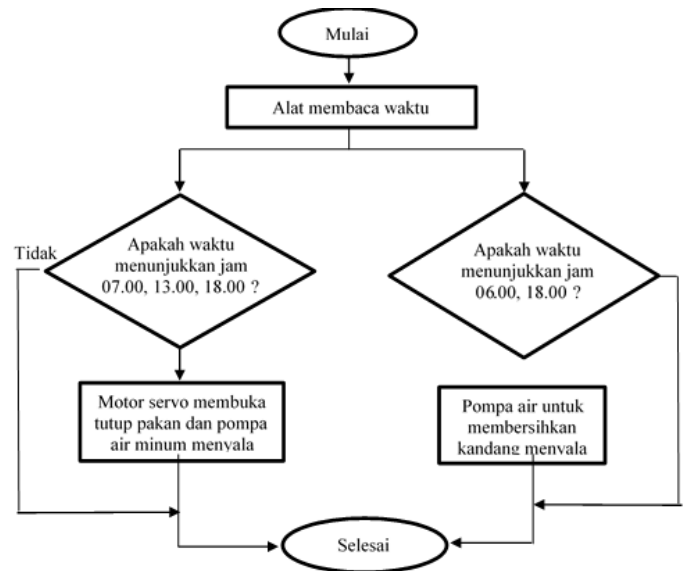 Mulai
Alat membaca waktu
Tidak
Apakah waktu
menunjukkan jam
07.00, 13.00, 18.00 ?
Apakah waktu
menunjukkan jam
06.00, 18.00 ?
Motor servo membuka
tutup pakan dan pompa
air minum menyala
Pompa air untuk
membersihkan
kandang menyala
Selesai